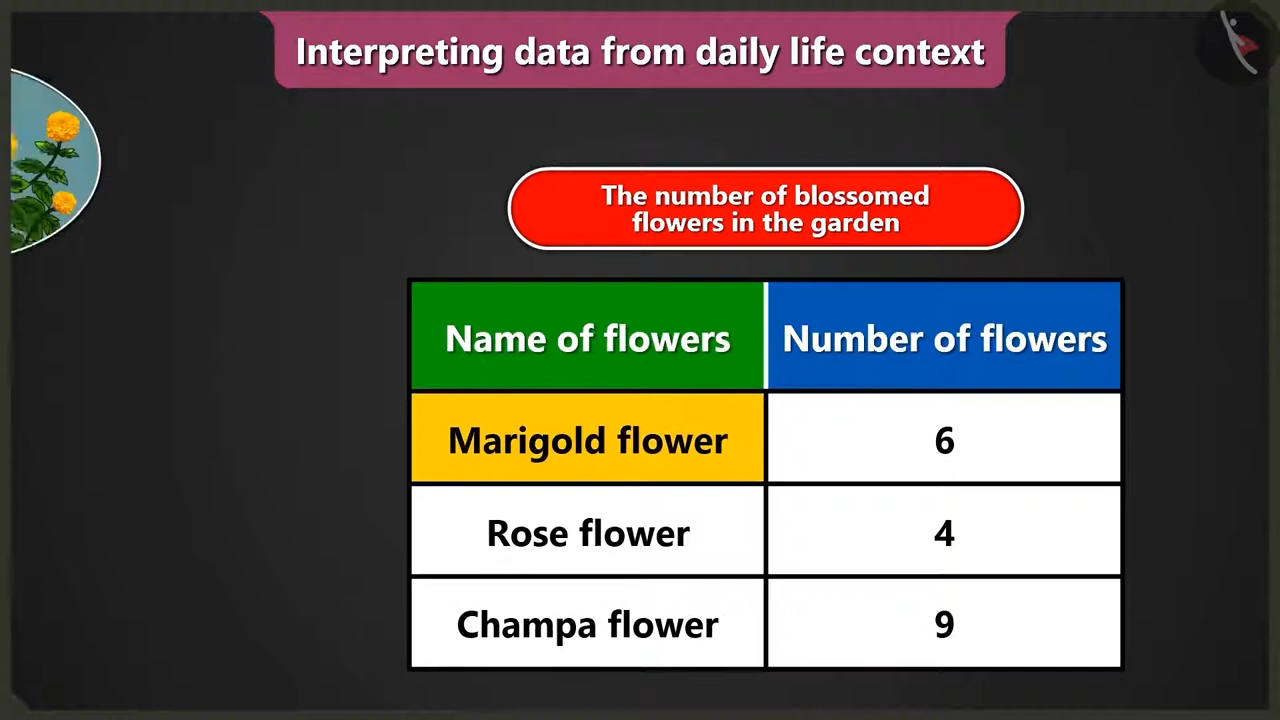 Interpreting data from daily life context
The number of blossomed
flowers in the garden
Name of flowers Number of flowers
Marigold flower 6
Rose flower 4
Champa flower 9